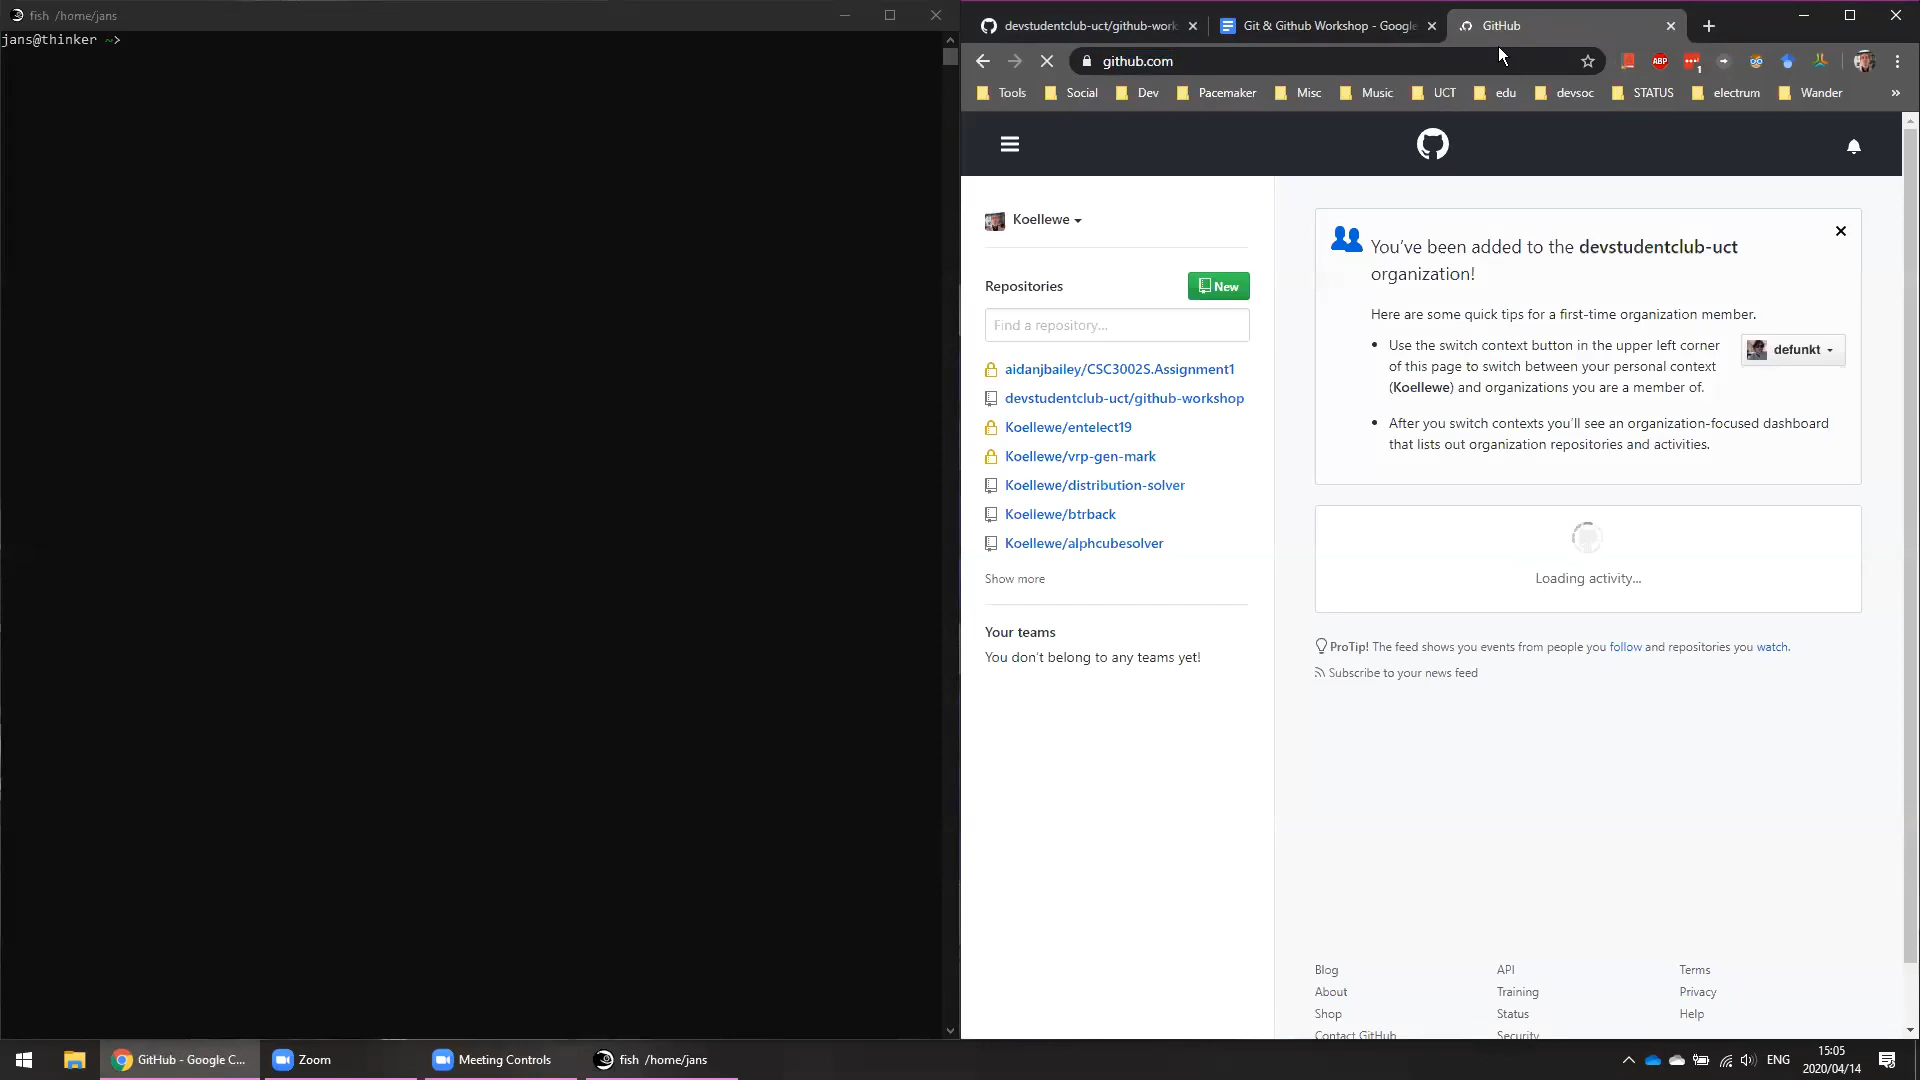 fish /home/jans
jans@thinker ~>
devstudentclub-uct/github-work
Git & Github Workshop - Google
GitHub
github.com
ABP
1
Tools
Social
Dev
Pacemaker
Misc
Music
UCT
edu
devsoc
STATUS
electrum
Wander
»
Koellewe
Repositories
New
Find a repository...
aidanjbailey/CSC3002S.Assignment1
devstudentclub-uct/github-workshop
Koellewe/entelect19
Koellewe/vrp-gen-mark
Koellewe/distribution-solver
Koellewe/btrback
Koellewe/alphcubesolver
Show more
Your teams
You don't belong to any teams yet!
You've been added to the devstudentclub-uct
organization!
Here are some quick tips for a first-time organization member.
• Use the switch context button in the upper left corner
of this page to switch between your personal context
(Koellewe) and organizations you are a member of.
defunkt
• After you switch contexts you'll see an organization-focused dashboard
that lists out organization repositories and activities.
Loading activity...
ProTip! The feed shows you events from people you follow and repositories you watch.
Subscribe to your news feed
Blog
API
Terms
About
Training
Privacy
Shop
Status
Help
Contact GitHub
Security
GitHub - Google C...
Zoom
Meeting Controls
fish /home/jans
ENG
15:05
2020/04/14